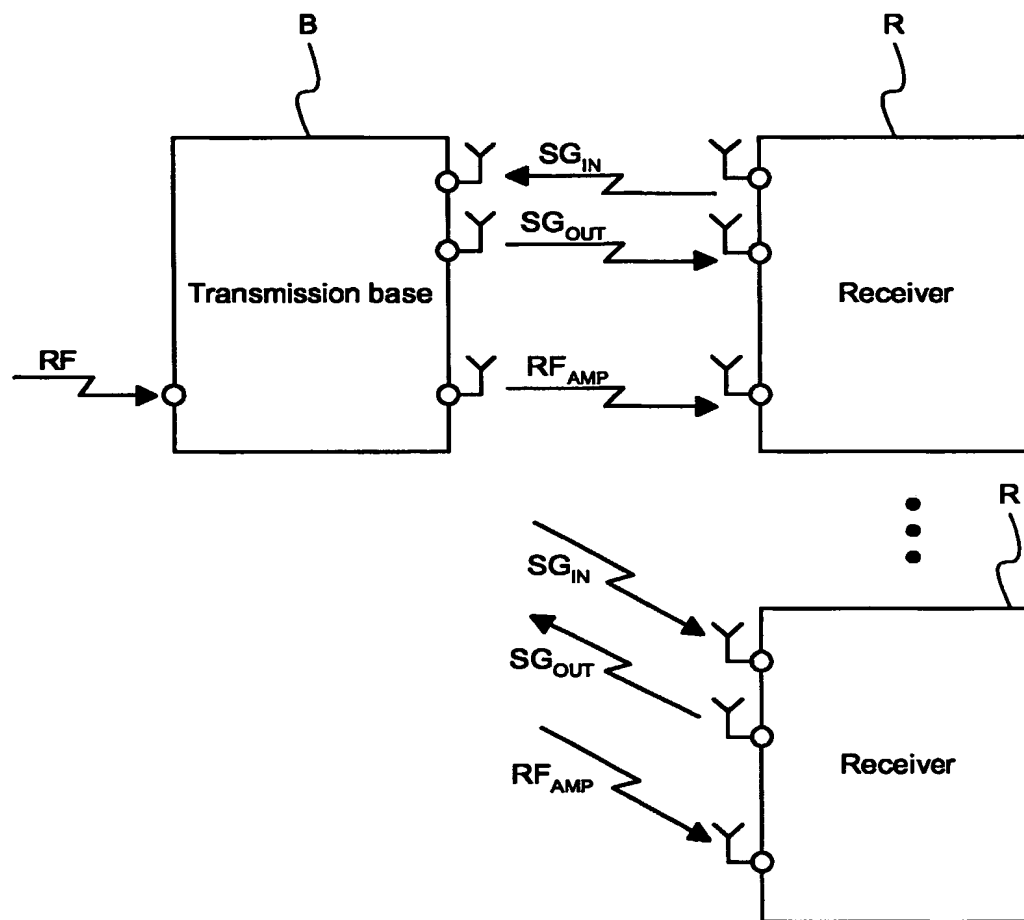 B
R
SG_IN
SG_OUT
Transmission base
Receiver
RF
RF_AMP
R
SG_IN
SG_OUT
Receiver
RF_AMP